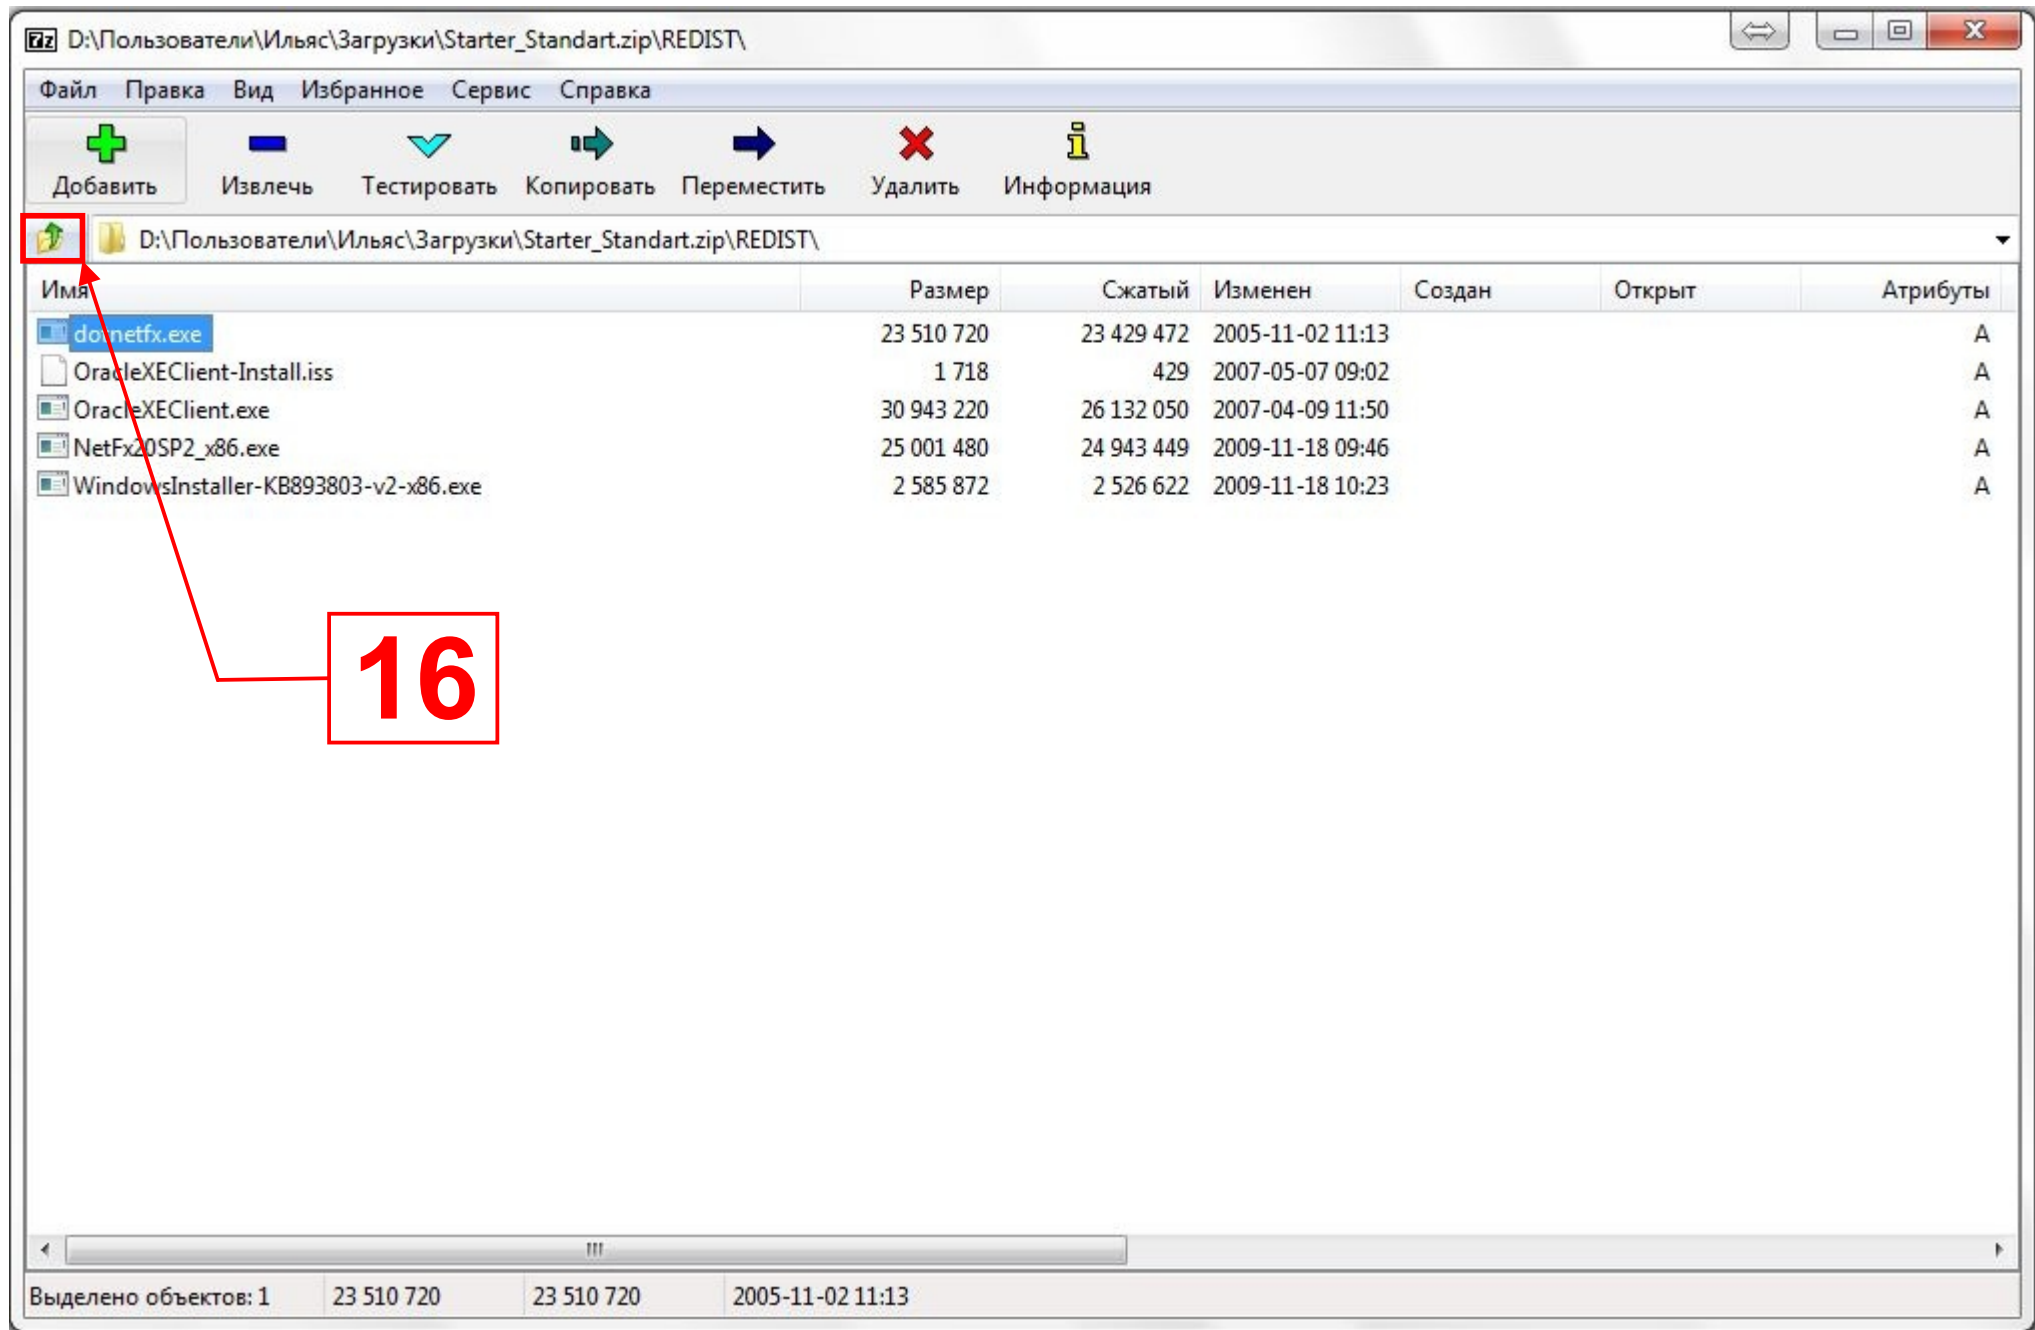 7z D:\Пользователи\Ильяс\Загрузки\Starter_Standart.zip\REDIST\
Файл Правка Вид Избранное Сервис Справка
Добавить Извлечь Тестировать Копировать Переместить Удалить Информация
D:\Пользователи\Ильяс\Загрузки\Starter_Standart.zip\REDIST\
Имя Размер Сжатый Изменен Создан Открыт Атрибуты
dotnetfx.exe 23 510 720 23 429 472 2005-11-02 11:13 A
OracleXEClient-Install.iss 1 718 429 2007-05-07 09:02 A
OracleXEClient.exe 30 943 220 26 132 050 2007-04-09 11:50 A
NetFx20SP2_x86.exe 25 001 480 24 943 449 2009-11-18 09:46 A
WindowsInstaller-KB893803-v2-x86.exe 2 585 872 2 526 622 2009-11-18 10:23 A
16
Выделено объектов: 1 23 510 720 23 510 720 2005-11-02 11:13